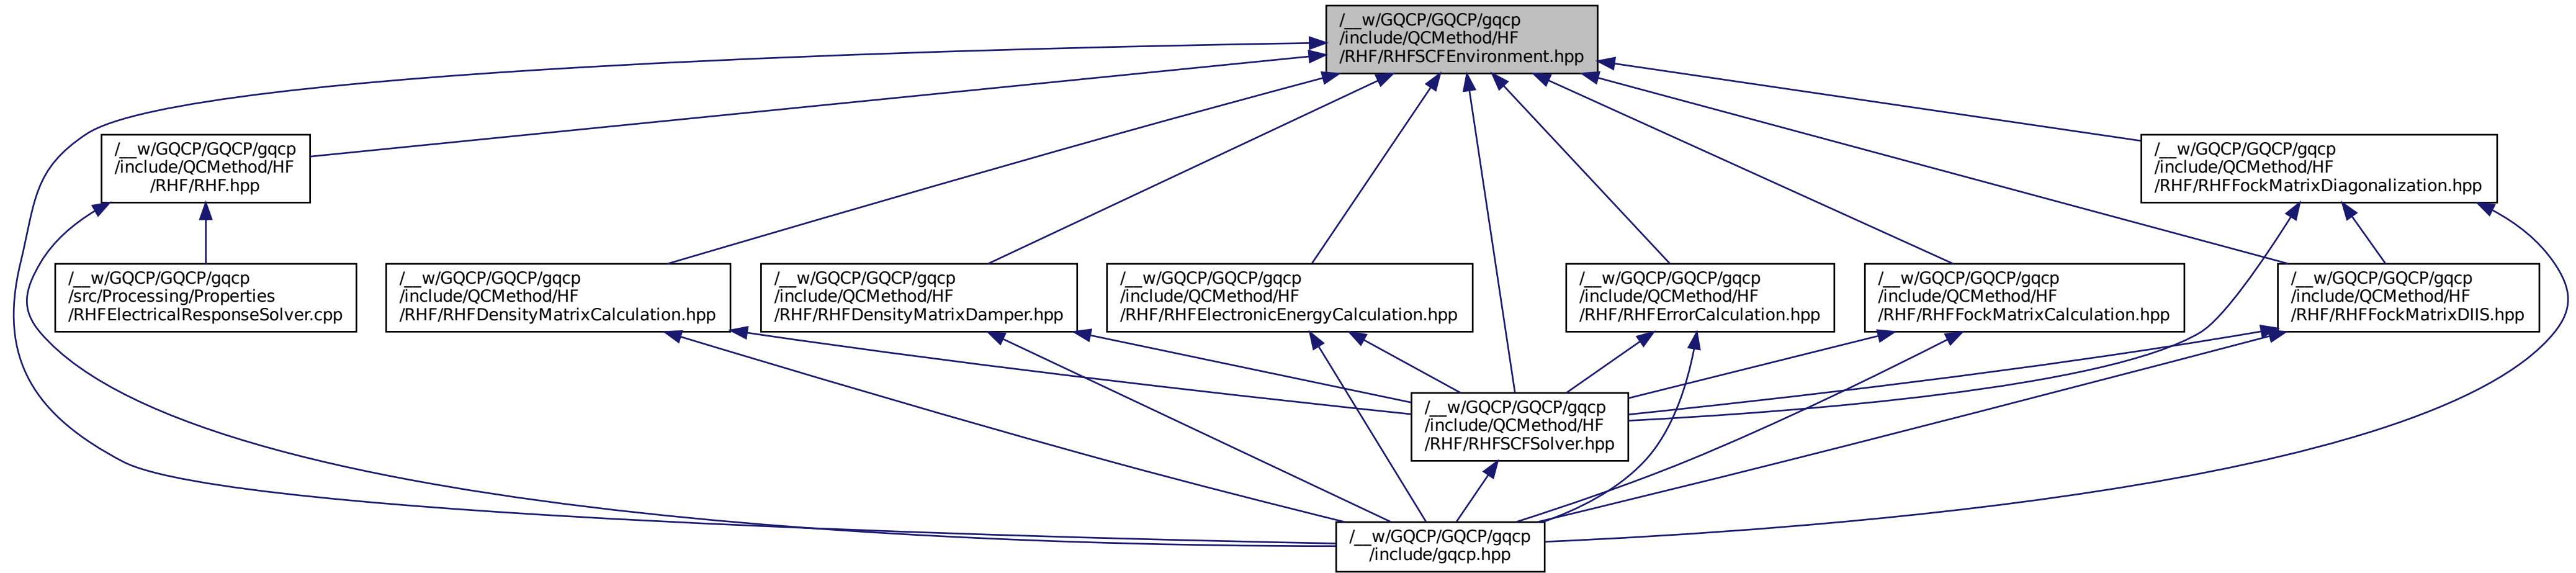 /__w/GQCP/GQCP/gqcp
/include/QCMethod/HF
/RHF/RHFSCFEnvironment.hpp
/__w/GQCP/GQCP/gqcp
/include/QCMethod/HF
/RHF/RHF.hpp
/__w/GQCP/GQCP/gqcp
/include/QCMethod/HF
/RHF/RHFFockMatrixDiagonalization.hpp
/__w/GQCP/GQCP/gqcp
/src/Processing/Properties
/RHFElectricalResponseSolver.cpp
/__w/GQCP/GQCP/gqcp
/include/QCMethod/HF
/RHF/RHFDensityMatrixCalculation.hpp
/__w/GQCP/GQCP/gqcp
/include/QCMethod/HF
/RHF/RHFDensityMatrixDamper.hpp
/__w/GQCP/GQCP/gqcp
/include/QCMethod/HF
/RHF/RHFElectronicEnergyCalculation.hpp
/__w/GQCP/GQCP/gqcp
/include/QCMethod/HF
/RHF/RHFErrorCalculation.hpp
/__w/GQCP/GQCP/gqcp
/include/QCMethod/HF
/RHF/RHFFockMatrixCalculation.hpp
/__w/GQCP/GQCP/gqcp
/include/QCMethod/HF
/RHF/RHFFockMatrixDIIS.hpp
/__w/GQCP/GQCP/gqcp
/include/QCMethod/HF
/RHF/RHFSCFSolver.hpp
/__w/GQCP/GQCP/gqcp
/include/gqcp.hpp